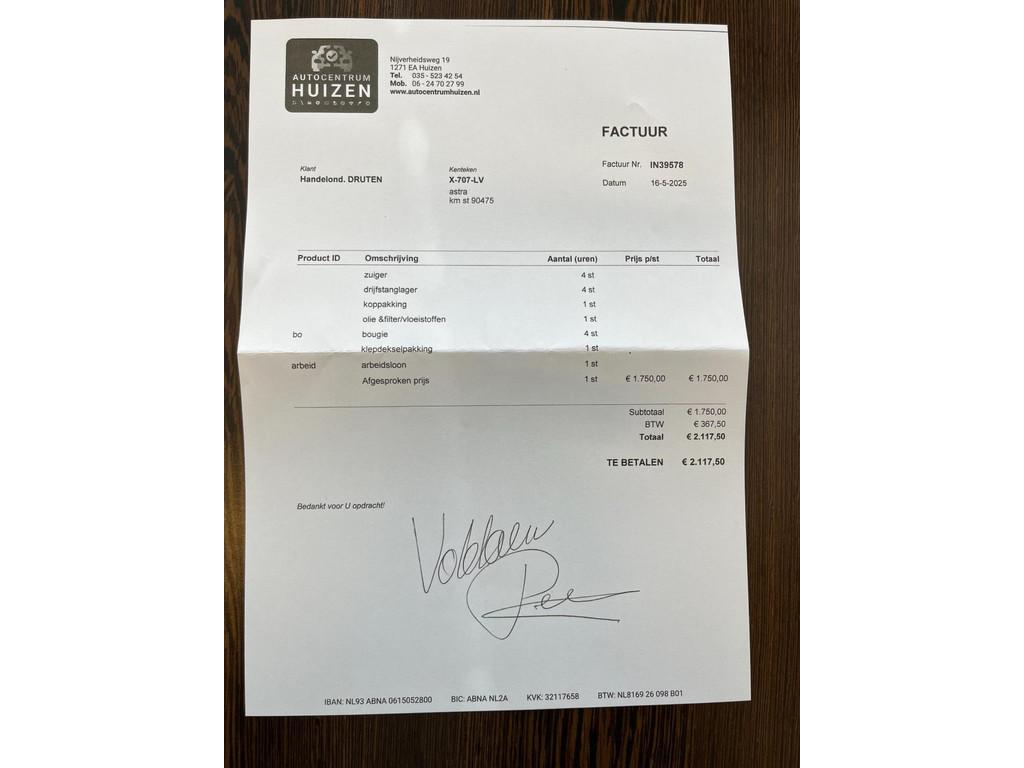 AUTOCENTRUM
HUIZEN
Nijverheidsweg 19
1271 EA Huizen
Tel. 035 - 523 42 54
Mob. 06 - 24 70 27 99
www.autocentrumhuizen.nl
FACTUUR
Factuur Nr. IN39578
Datum 16-5-2025
Klant
Handelond. DRUTEN
Kenteken
X-707-LV
astra
km st 90475
Product ID Omschrijving Aantal (uren) Prijs p/st Totaal
zuiger 4 st
drijfstanglager 4 st
koppakking 1 st
olie &filter/vloeistoffen 1 st
bo bougie 4 st
klepdekselpakking 1 st
arbeid arbeidsloon 1 st
Afgesproken prijs 1 st € 1.750,00 € 1.750,00
Subtotaal € 1.750,00
BTW € 367,50
Totaal € 2.117,50
TE BETALEN € 2.117,50
Bedankt voor U opdracht!
Voldaen
IBAN: NL93 ABNA 0615052800 BIC: ABNA NL2A KVK: 32117658 BTW: NL8169 26 098 B01